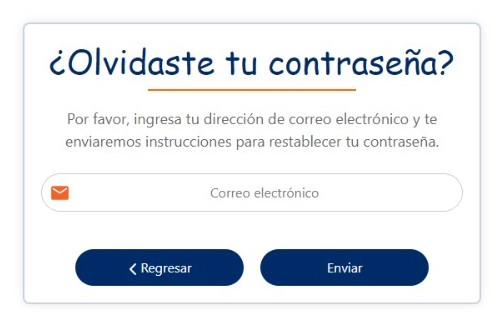 ¿Olvidaste tu contraseña?
Por favor, ingresa tu dirección de correo electrónico y te
enviaremos instrucciones para restablecer tu contraseña.
Correo electrónico
Regresar
Enviar